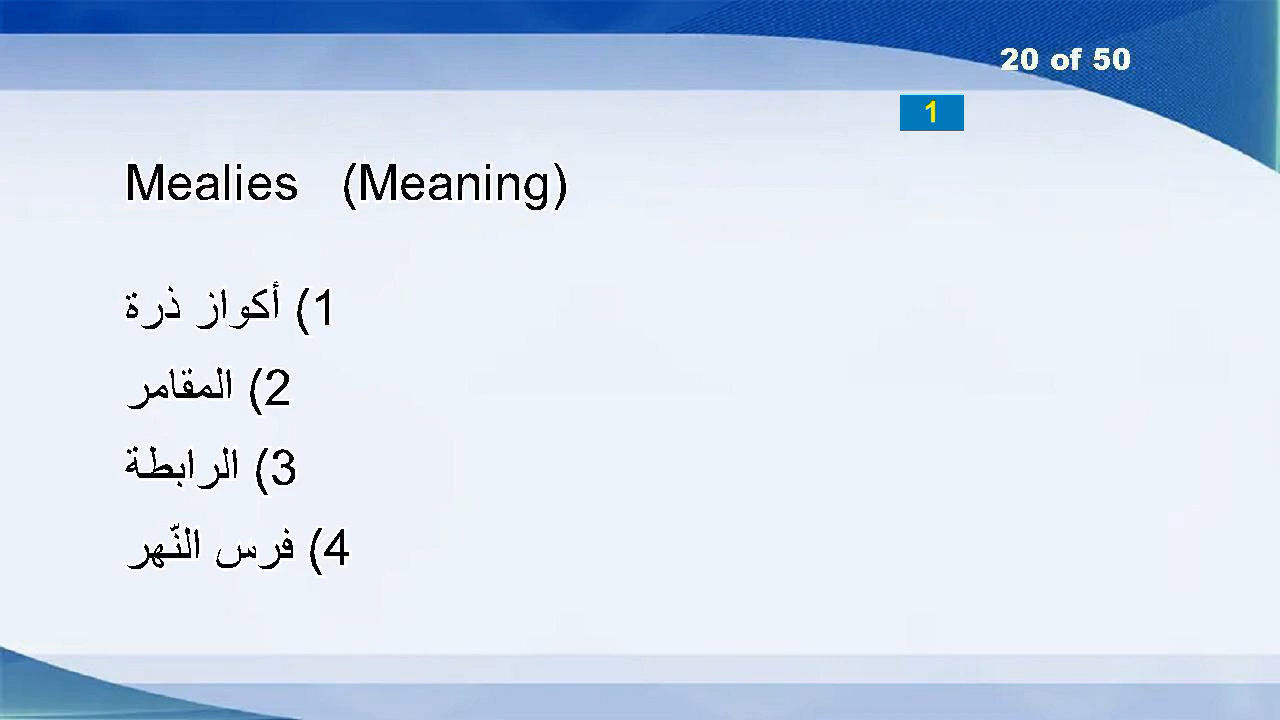 20 of 50
1
Mealies (Meaning)
1) أكواز ذرة
2) المقامر
3) الرابطة
4) فرس النّهر